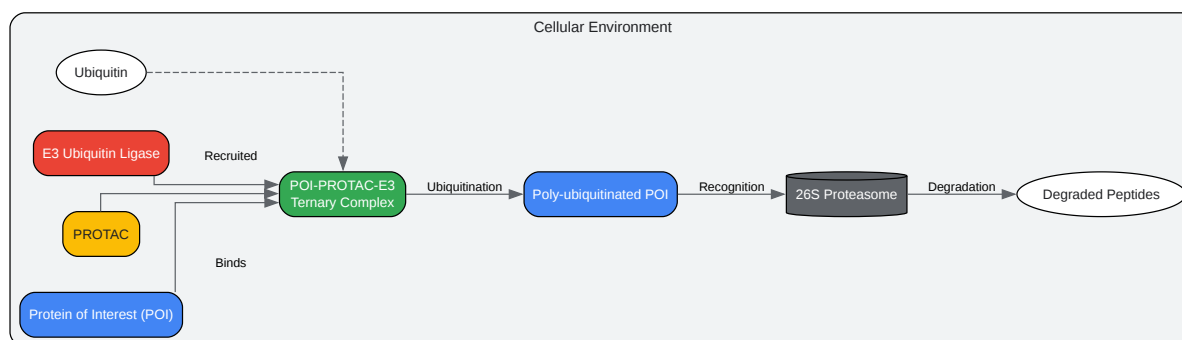 Cellular Environment
Ubiquitin
E3 Ubiquitin Ligase
Recruited
POI-PROTAC-E3
Ternary Complex
Ubiquitination
Poly-ubiquitinated POI
Recognition
26S Proteasome
Degradation
Degraded Peptides
PROTAC
Binds
Protein of Interest (POI)